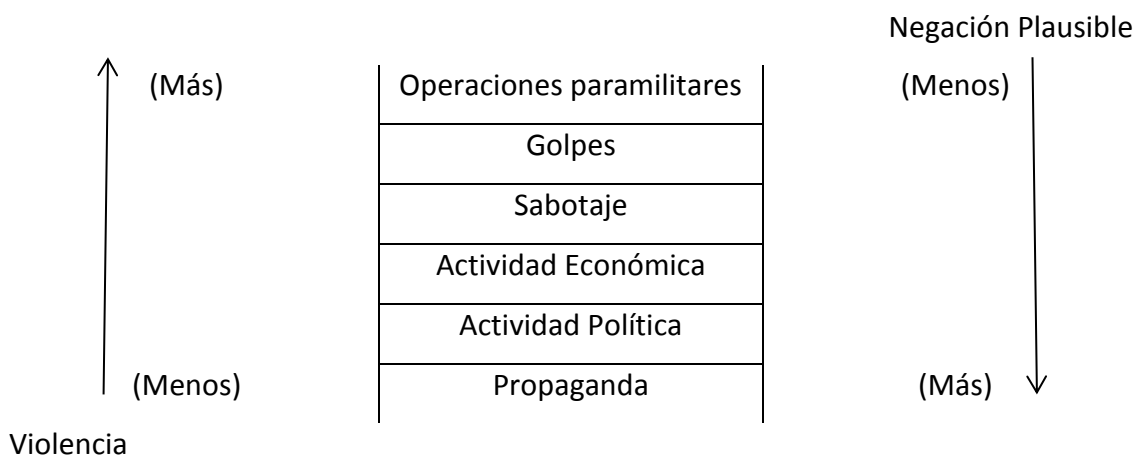 Negación Plausible
(Más) Operaciones paramilitares (Menos)
Golpes
Sabotaje
Actividad Económica
Actividad Política
(Menos) Propaganda (Más)
Violencia